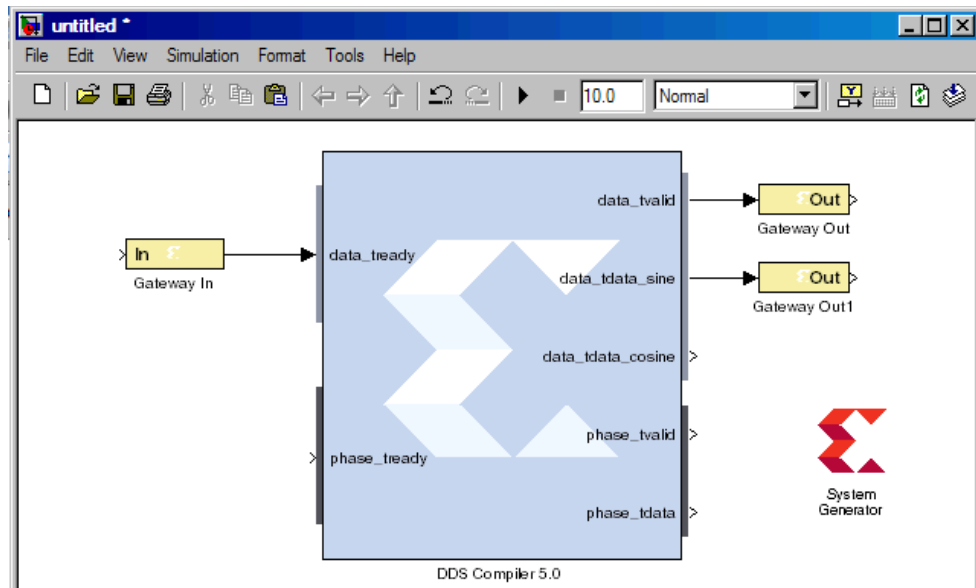 untitled *
File Edit View Simulation Format Tools Help
10.0 Normal
data_tvalid
Out
Gateway Out
In
Gateway In
data_tready
data_tdata_sine
Out
Gateway Out1
data_tdata_cosine
phase_tvalid
phase_tready
System
Generator
phase_tdata
DDS Compiler 5.0